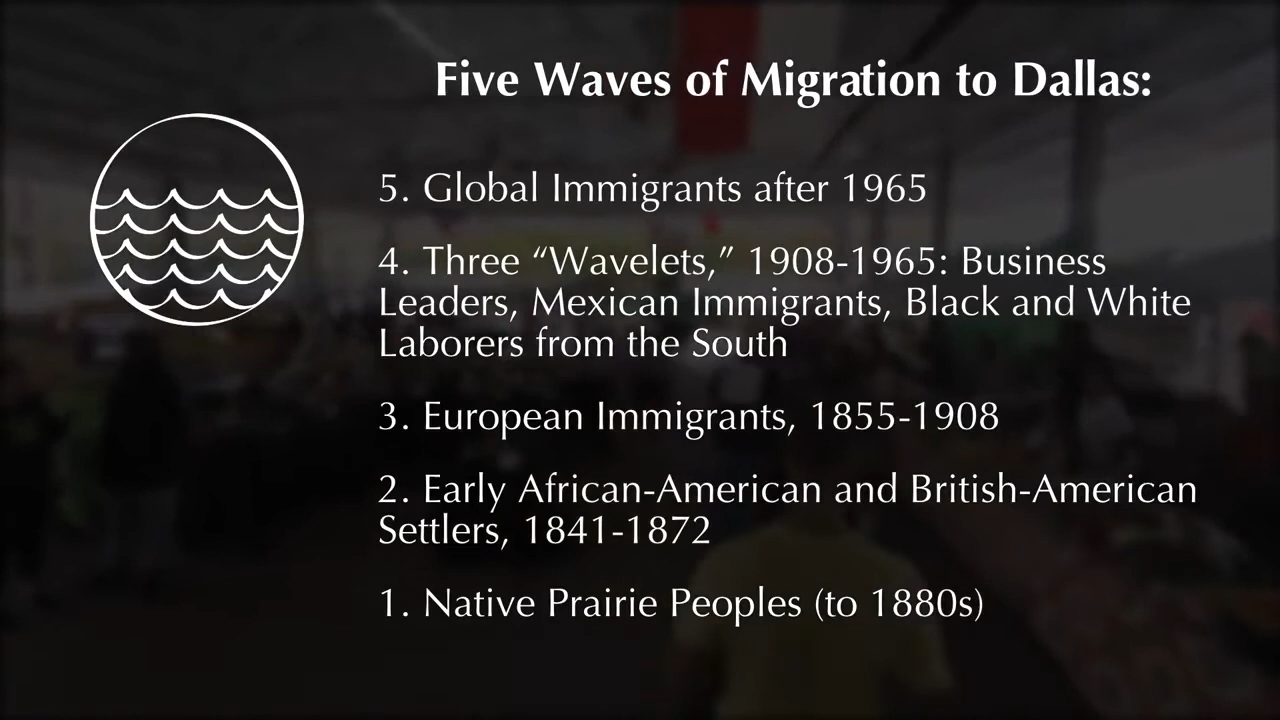 Five Waves of Migration to Dallas:
5. Global Immigrants after 1965
4. Three “Wavelets,” 1908-1965: Business
Leaders, Mexican Immigrants, Black and White
Laborers from the South
3. European Immigrants, 1855-1908
2. Early African-American and British-American
Settlers, 1841-1872
1. Native Prairie Peoples (to 1880s)